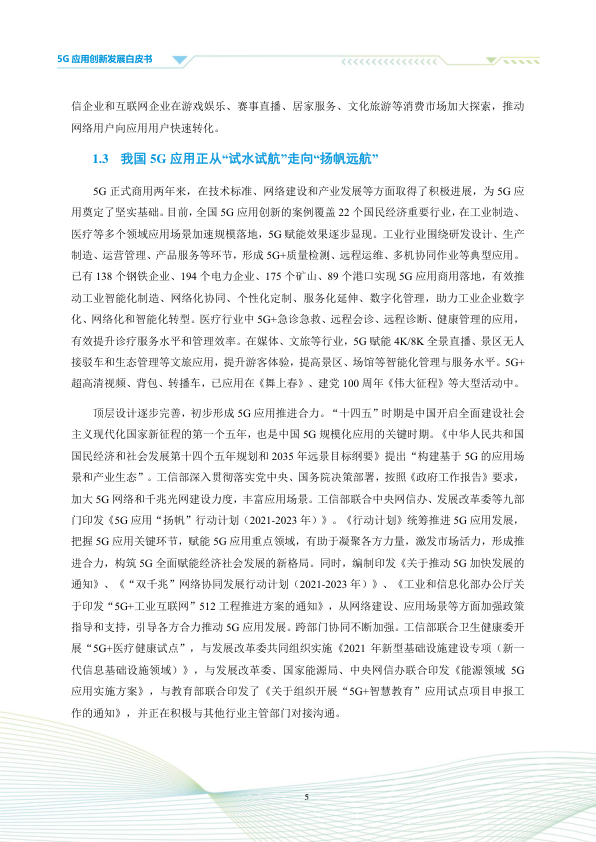 5G 应用创新发展白皮书
信企业和互联网企业在游戏娱乐、赛事直播、居家服务、文化旅游等消费市场加大探索，推动
网络用户向应用用户快速转化。
1.3 我国 5G 应用正从“试水试航”走向“扬帆远航”
5G 正式商用两年来，在技术标准、网络建设和产业发展等方面取得了积极进展，为 5G 应
用奠定了坚实基础。目前，全国 5G 应用创新的案例覆盖 22 个国民经济重要行业，在工业制造、
医疗等多个领域应用场景加速规模落地，5G 赋能效果逐步显现。工业行业围绕研发设计、生产
制造、运营管理、产品服务等环节，形成 5G+质量检测、远程运维、多机协同作业等典型应用。
已有 138 个钢铁企业、194 个电力企业、175 个矿山、89 个港口实现 5G 应用商用落地，有效推
动工业智能化制造、网络化协同、个性化定制、服务化延伸、数字化管理，助力工业企业数字
化、网络化和智能化转型。医疗行业中 5G+急诊急救、远程会诊、远程诊断、健康管理的应用，
有效提升诊疗服务水平和管理效率。在媒体、文旅等行业，5G 赋能 4K/8K 全景直播、景区无人
接驳车和生态管理等文旅应用，提升游客体验，提高景区、场馆等智能化管理与服务水平。5G+
超高清视频、背包、转播车，已应用在《舞上春》、建党 100 周年《伟大征程》等大型活动中。
顶层设计逐步完善，初步形成 5G 应用推进合力。“十四五”时期是中国开启全面建设社会
主义现代化国家新征程的第一个五年，也是中国 5G 规模化应用的关键时期。《中华人民共和国
国民经济和社会发展第十四个五年规划和 2035 年远景目标纲要》提出“构建基于 5G 的应用场
景和产业生态”。工信部深入贯彻落实党中央、国务院决策部署，按照《政府工作报告》要求，
加大 5G 网络和千兆光网建设力度，丰富应用场景。工信部联合中央网信办、发展改革委等九部
门印发《5G 应用“扬帆”行动计划（2021-2023 年）》。《行动计划》统筹推进 5G 应用发展，
把握 5G 应用关键环节，赋能 5G 应用重点领域，有助于凝聚各方力量，激发市场活力，形成推
进合力，构筑 5G 全面赋能经济社会发展的新格局。同时，编制印发《关于推动 5G 加快发展的
通知》、《“双千兆”网络协同发展行动计划（2021-2023 年）》、《工业和信息化部办公厅关
于印发“5G+工业互联网”512 工程推进方案的通知》，从网络建设、应用场景等方面加强政策
指导和支持，引导各方合力推动 5G 应用发展。跨部门协同不断加强。工信部联合卫生健康委开
展“5G+医疗健康试点”，与发展改革委共同组织实施《2021 年新型基础设施建设专项（新一
代信息基础设施领域）》，与发展改革委、国家能源局、中央网信办联合印发《能源领域 5G
应用实施方案》，与教育部联合印发了《关于组织开展“5G+智慧教育”应用试点项目申报工
作的通知》，并正在积极与其他行业主管部门对接沟通。
5